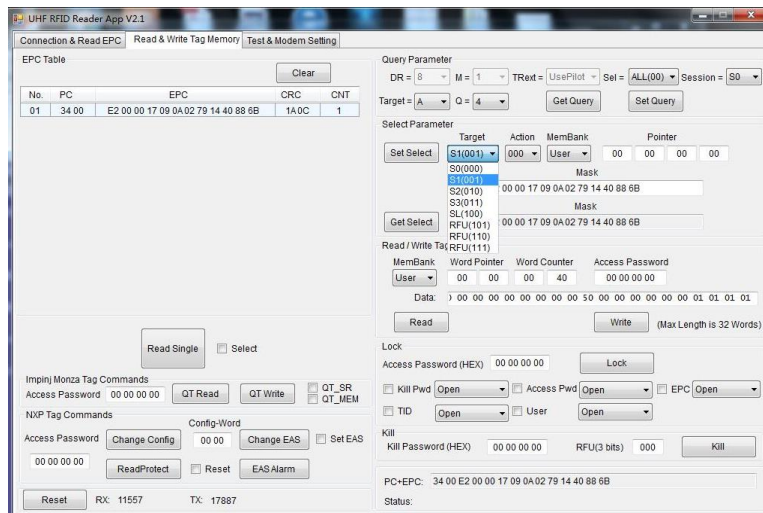 UHF RFID Reader App V2.1
Connection & Read EPC Read & Write Tag Memory Test & Modem Setting
EPC Table
Clear
No. PC EPC CRC CNT
01 34 00 E2 00 00 17 09 0A 02 79 14 40 88 6B 1A 0C 1
Read Single Select
Impinj Monza Tag Commands
Access Password 00 00 00 00 QT Read QT Write QT_SR
QT_MEM
NXP Tag Commands
Config-Word
Access Password Change Config 00 00 Change EAS Set EAS
00 00 00 00 ReadProtect Reset EAS Alarm
Reset RX: 11557 TX: 17887
Query Parameter
DR = 8 M = 1 TRext = UsePilot Sel = ALL(00) Session = S0
Target = A Q = 4 Get Query Set Query
Select Parameter
Target Action MemBank Pointer
Set Select S1(001) 000 User 00 00 00 00
S0(000)
Mask
S1(001)
S2(010) 00 00 17 09 0A 02 79 14 40 88 6B
S3(011)
Mask
SL(100)
Get Select RFU(101) 00 00 17 09 0A 02 79 14 40 88 6B
RFU(110)
Read / Write Tag RFU(111)
MemBank Word Pointer Word Counter Access Password
User 00 00 00 40 00 00 00 00
Data: 00 00 00 00 00 00 00 00 50 00 00 00 00 00 01 01 01 01
Read Write (Max Length is 32 Words)
Lock
Access Password (HEX) 00 00 00 00 Lock
Kill Pwd Open Access Pwd Open EPC Open
TID Open User Open
Kill
Kill Password (HEX) 00 00 00 00 RFU(3 bits) 000 Kill
PC+EPC: 34 00 E2 00 00 17 09 0A 02 79 14 40 88 6B
Status: